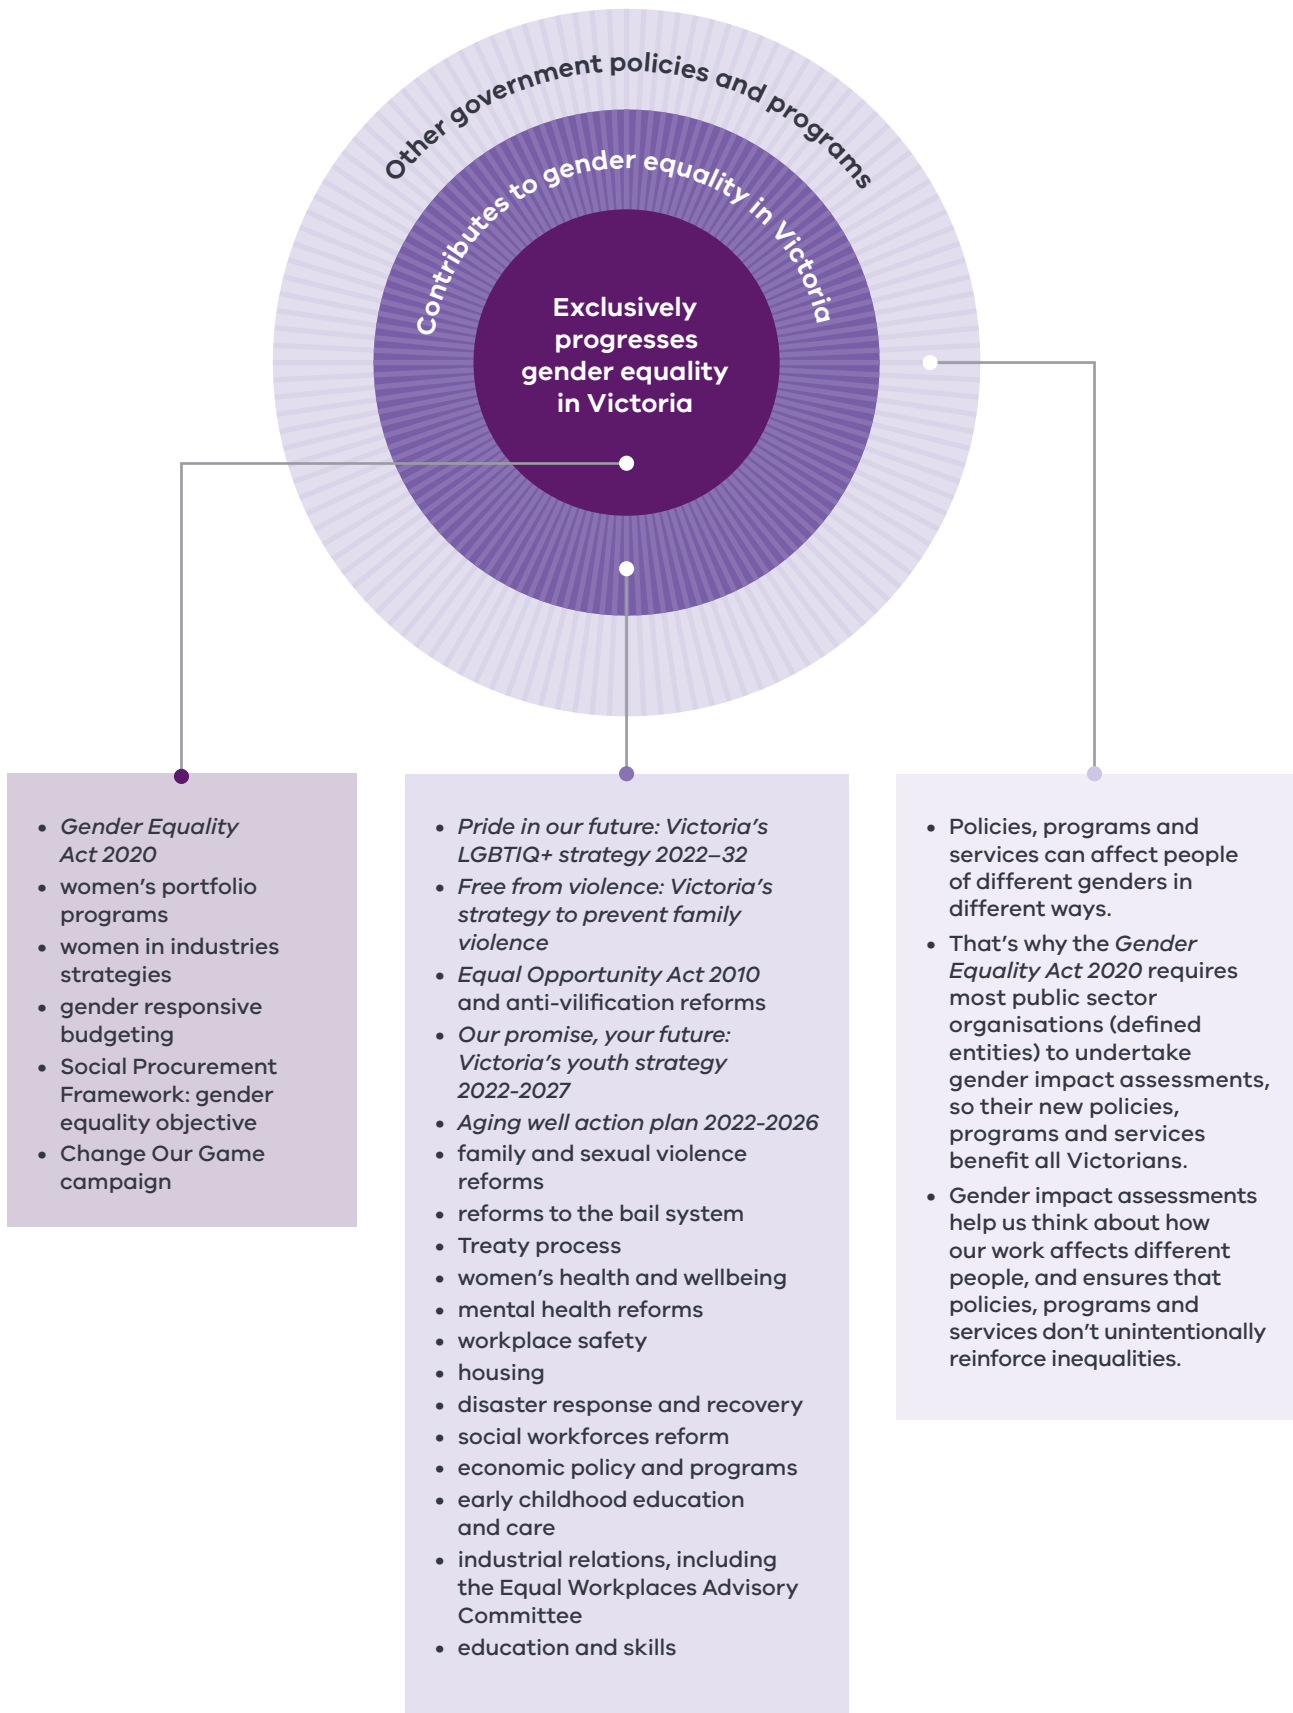 Other government policies and programs
Contributes to gender equality in Victoria
Exclusively
progresses
gender equality
in Victoria
• Gender Equality
Act 2020
• women’s portfolio
programs
• women in industries
strategies
• gender responsive
budgeting
• Social Procurement
Framework: gender
equality objective
• Change Our Game
campaign
• Pride in our future: Victoria’s
LGBTIQ+ strategy 2022–32
• Free from violence: Victoria’s
strategy to prevent family
violence
• Equal Opportunity Act 2010
and anti-vilification reforms
• Our promise, your future:
Victoria’s youth strategy
2022-2027
• Aging well action plan 2022-2026
• family and sexual violence
reforms
• reforms to the bail system
• Treaty process
• women’s health and wellbeing
• mental health reforms
• workplace safety
• housing
• disaster response and recovery
• social workforces reform
• economic policy and programs
• early childhood education
and care
• industrial relations, including
the Equal Workplaces Advisory
Committee
• education and skills
• Policies, programs and
services can affect people
of different genders in
different ways.
• That’s why the Gender
Equality Act 2020 requires
most public sector
organisations (defined
entities) to undertake
gender impact assessments,
so their new policies,
programs and services
benefit all Victorians.
• Gender impact assessments
help us think about how
our work affects different
people, and ensures that
policies, programs and
services don’t unintentionally
reinforce inequalities.